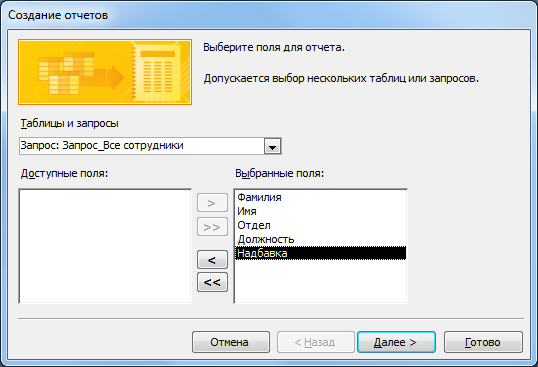 Создание отчетов
Выберите поля для отчета.
Допускается выбор нескольких таблиц или запросов.
Таблицы и запросы
Запрос: Запрос_Все сотрудники
Доступные поля:
Выбранные поля:
>
>>
<
<<
Фамилия
Имя
Отдел
Должность
Надбавка
Отмена
< Назад
Далее >
Готово